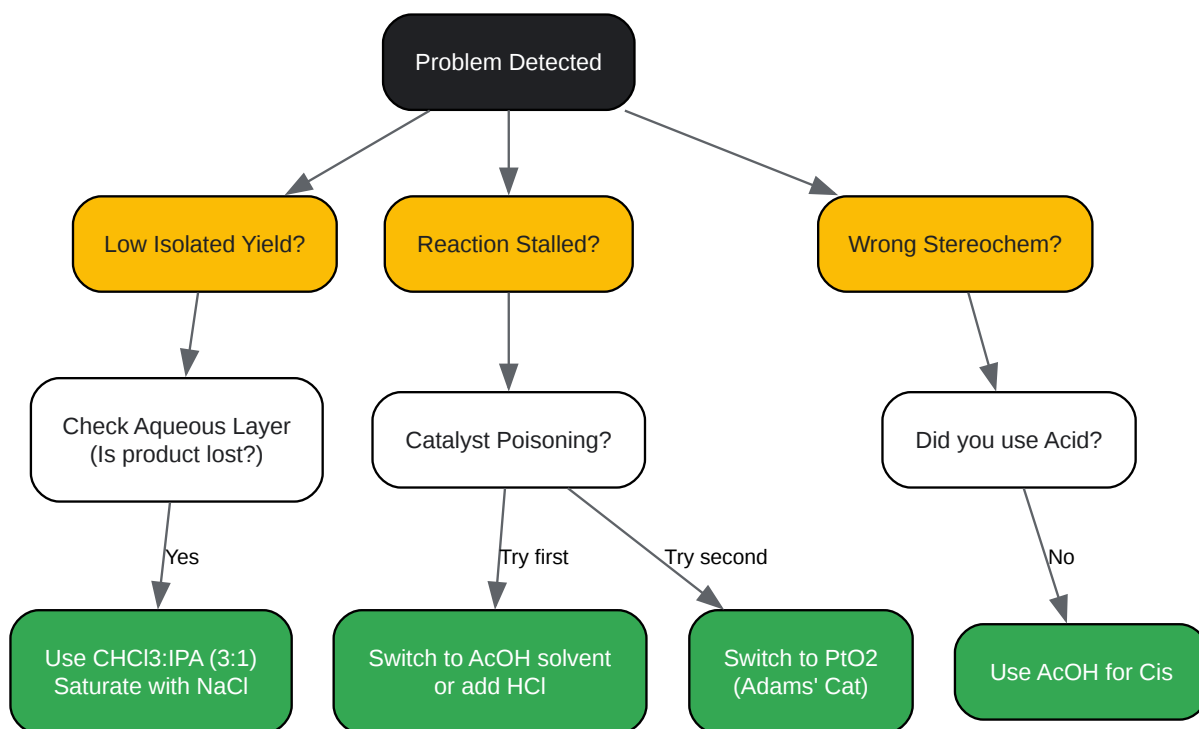 Problem Detected
Low Isolated Yield?
Reaction Stalled?
Wrong Stereochem?
Check Aqueous Layer
(Is product lost?)
Catalyst Poisoning?
Did you use Acid?
Yes
Try first
Try second
No
Use CHCl3:IPA (3:1)
Saturate with NaCl
Switch to AcOH solvent
or add HCl
Switch to PtO2
(Adams' Cat)
Use AcOH for Cis